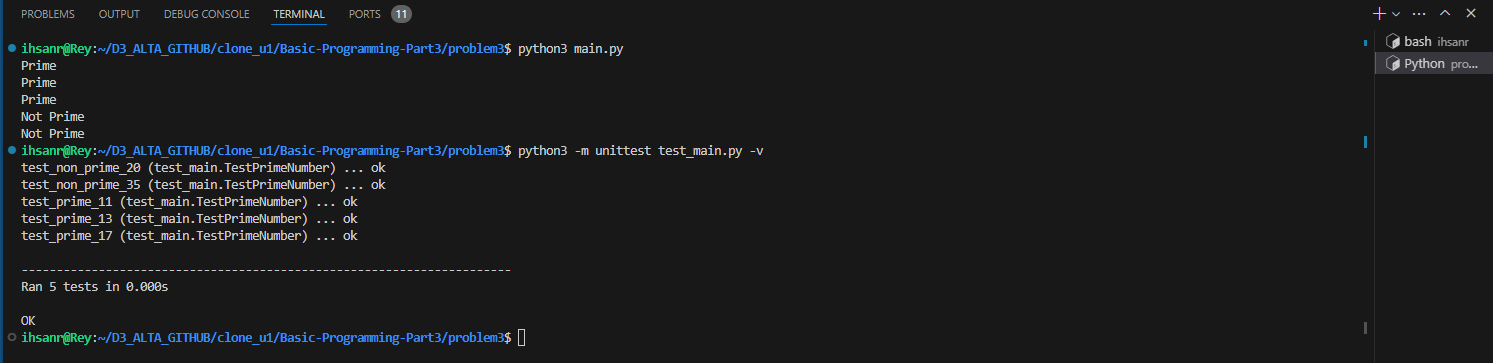 PROBLEMS OUTPUT DEBUG CONSOLE TERMINAL PORTS 11
bash ihsanr
Python pro...
ihsanr@Rey:~/D3_ALTA_GITHUB/clone_u1/Basic-Programming-Part3/problem3$ python3 main.py
Prime
Prime
Prime
Not Prime
Not Prime
ihsanr@Rey:~/D3_ALTA_GITHUB/clone_u1/Basic-Programming-Part3/problem3$ python3 -m unittest test_main.py -v
test_non_prime_20 (test_main.TestPrimeNumber) ... ok
test_non_prime_35 (test_main.TestPrimeNumber) ... ok
test_prime_11 (test_main.TestPrimeNumber) ... ok
test_prime_13 (test_main.TestPrimeNumber) ... ok
test_prime_17 (test_main.TestPrimeNumber) ... ok
----------------------------------------------------------------------
Ran 5 tests in 0.000s
OK
ihsanr@Rey:~/D3_ALTA_GITHUB/clone_u1/Basic-Programming-Part3/problem3$